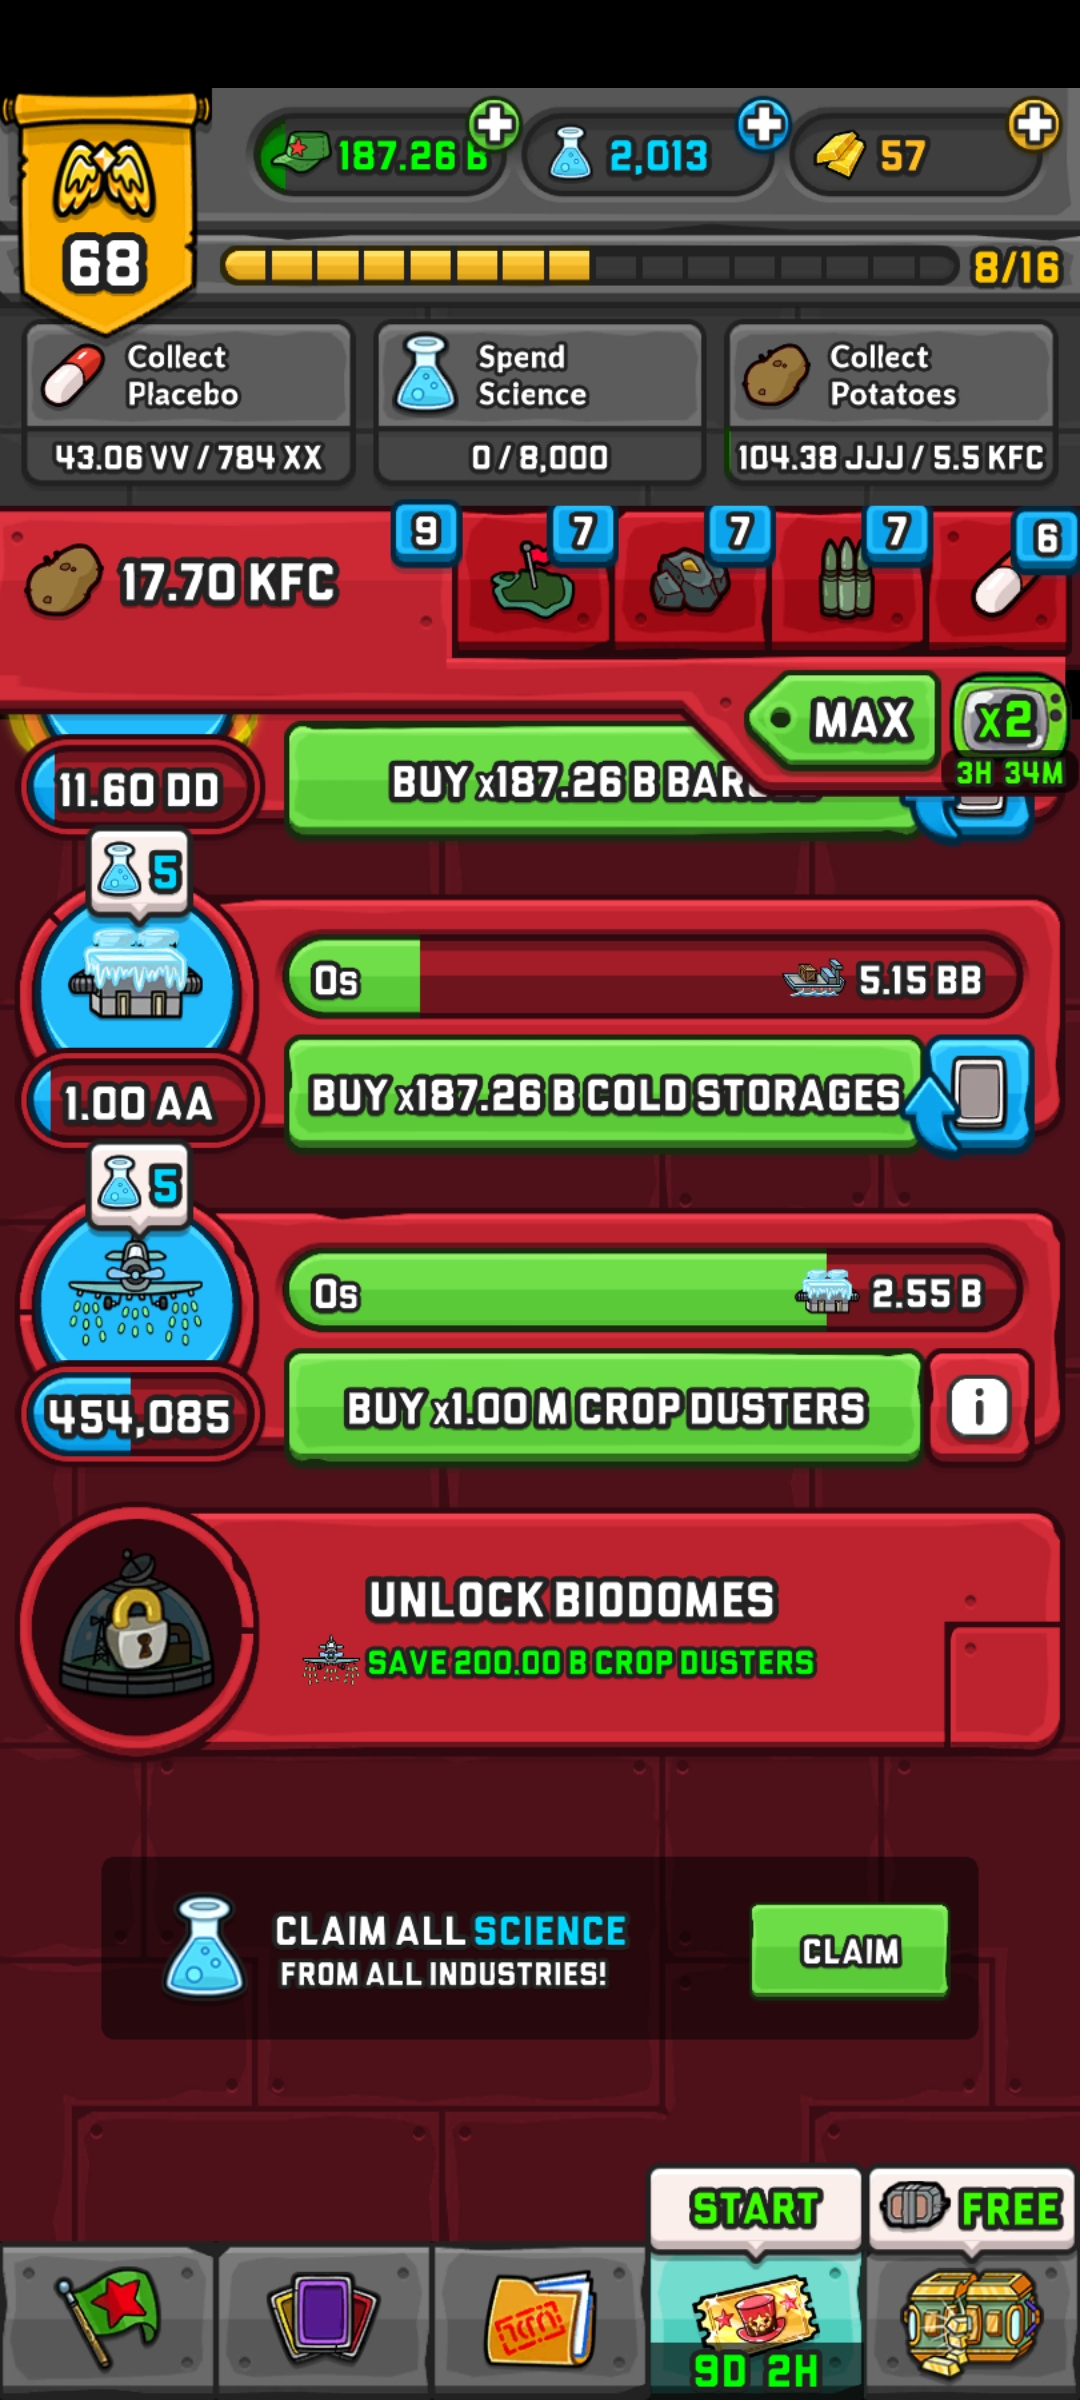 187.26 B
2,013
57
68
8/16
Collect
Placebo
43.06 VV / 784 XX
Spend
Science
0 / 8,000
Collect
Potatoes
104.38 JJJ / 5.5 KFC
17.70 KFC
9
7
7
7
6
MAX
x2
3H 34M
11.60 DD
BUY x187.26 B
5
0s
5.15 BB
1.00 AA
BUY x187.26 B COLD STORAGES
5
0s
2.55 B
454,085
BUY x1.00 M CROP DUSTERS
i
UNLOCK BIODOMES
SAVE 200.00 B CROP DUSTERS
CLAIM ALL SCIENCE
FROM ALL INDUSTRIES!
CLAIM
START
FREE
9D 2H